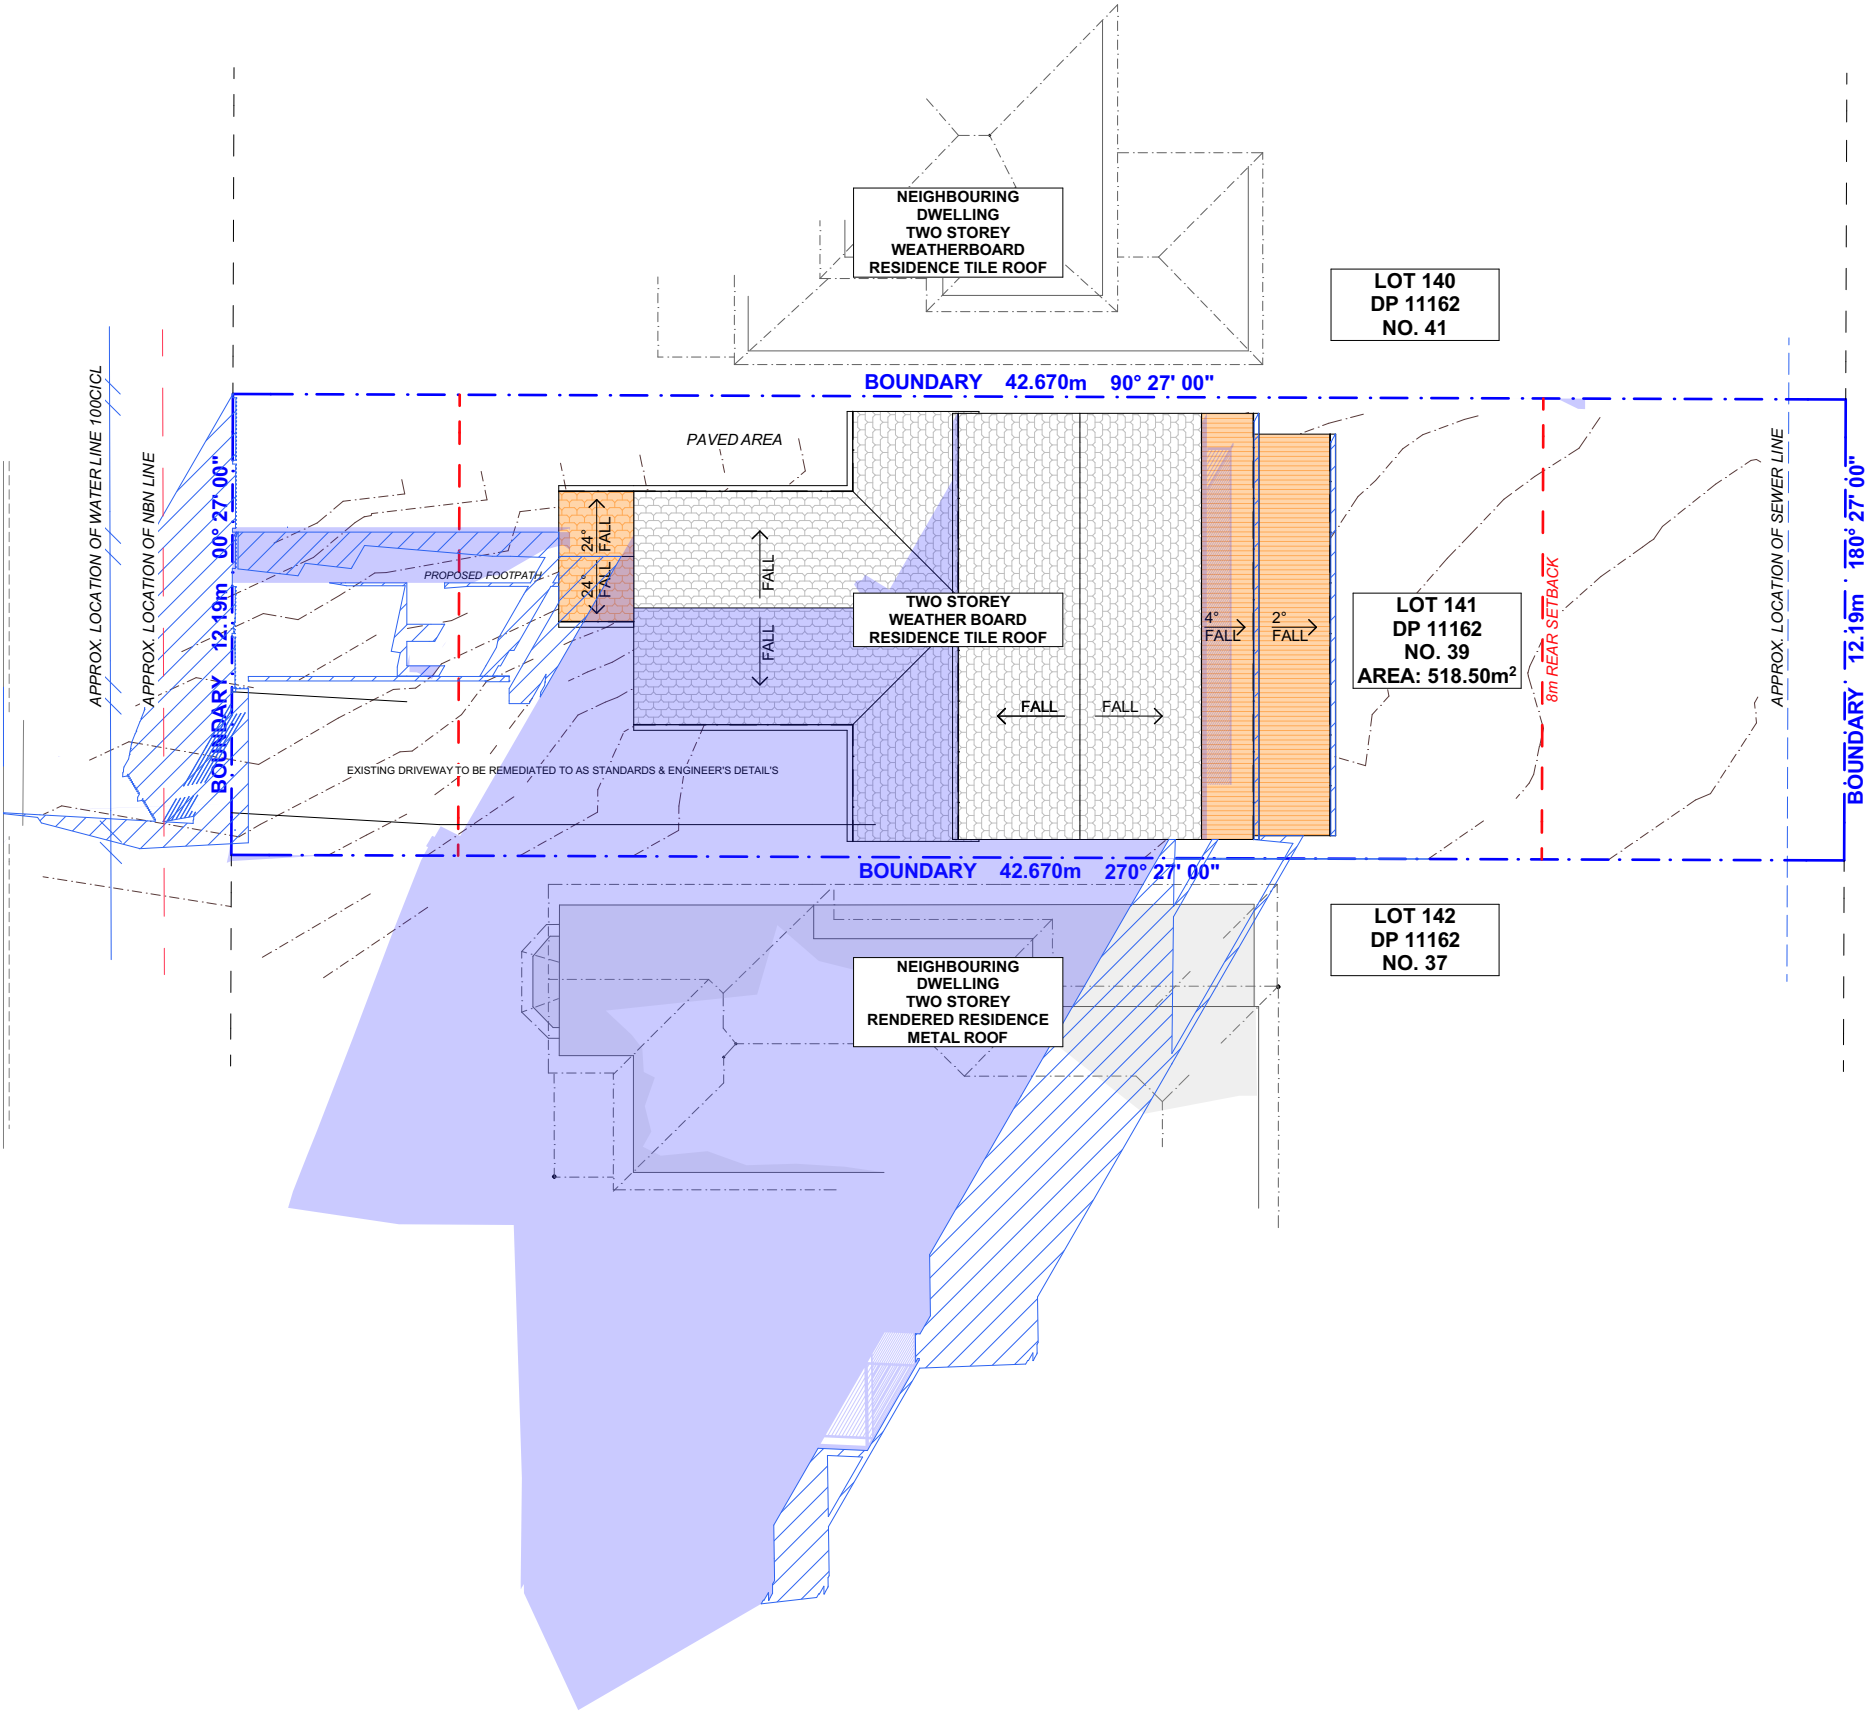 NEIGHBOURING
DWELLING
TWO STOREY
WEATHERBOARD
RESIDENCE TILE ROOF
LOT 140
DP 11162
NO. 41
BOUNDARY 42.670m 90° 27' 00"
APPROX. LOCATION OF WATER LINE 100CICL
APPROX. LOCATION OF NBN LINE
BOUNDARY 12.19m 00° 27' 00"
PAVED AREA
24°
FALL
24°
FALL
PROPOSED FOOTPATH
FALL
FALL
TWO STOREY
WEATHER BOARD
RESIDENCE TILE ROOF
4°
FALL
2°
FALL
FALL
FALL
LOT 141
DP 11162
NO. 39
AREA: 518.50m²
8m REAR SETBACK
APPROX. LOCATION OF SEWER LINE
BOUNDARY 12.19m 180° 27' 00"
EXISTING DRIVEWAY TO BE REMEDIATED TO AS STANDARDS & ENGINEER'S DETAIL'S
BOUNDARY 42.670m 270° 27' 00"
NEIGHBOURING
DWELLING
TWO STOREY
RENDERED RESIDENCE
METAL ROOF
LOT 142
DP 11162
NO. 37